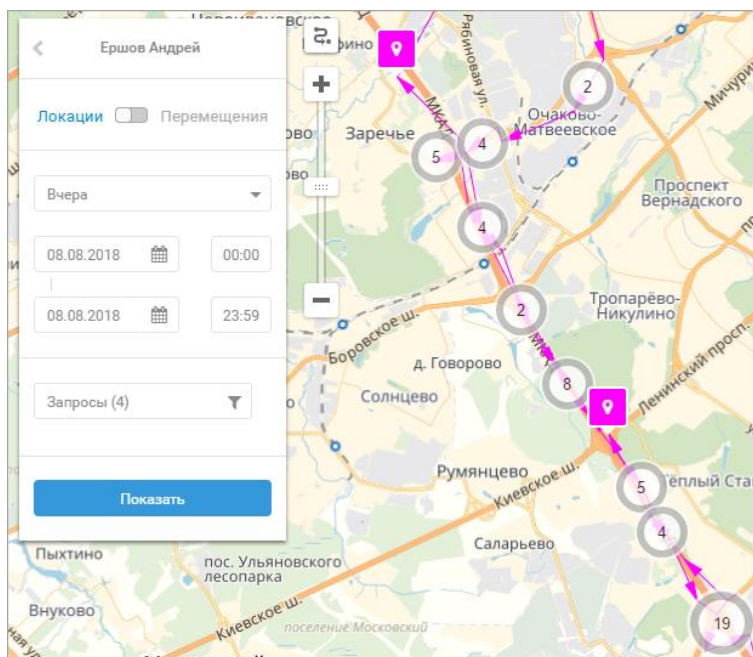 Ершов Андрей
Локации
Перемещения
Вчера
08.08.2018
00:00
08.08.2018
23:59
Запросы (4)
Показать
Заречье
МКАД
Рябиновая ул.
Очаково-
Матвеевское
Проспект
Вернадского
Тропарёво-
Никулино
Боровское ш.
д. Говорово
Солнцево
Ленинский просп.
Румянцево
Киевское ш.
Саларьево
Пыхтино
пос. Ульяновского
лесопарка
Внуково
Киевское ш.
поселение Московский
2
4
5
4
2
8
5
4
19